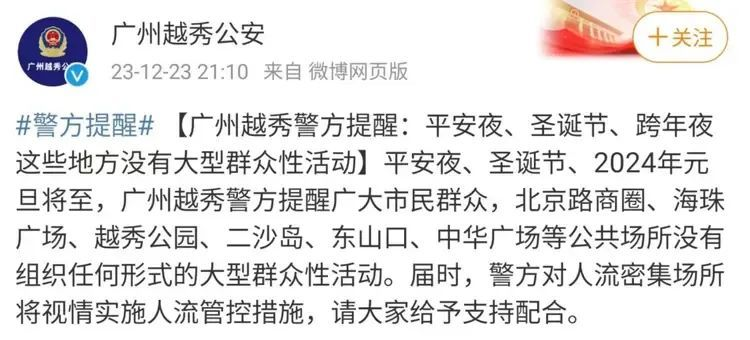 广州越秀公安
23-12-23 21:10 来自 微博网页版
+关注
广州越秀公
#警方提醒# 【广州越秀警方提醒：平安夜、圣诞节、跨年夜
这些地方没有大型群众性活动】平安夜、圣诞节、2024年元
旦将至，广州越秀警方提醒广大市民群众，北京路商圈、海珠
广场、越秀公园、二沙岛、东山口、中华广场等公共场所没有
组织任何形式的大型群众性活动。届时，警方对人流密集场所
将视情实施人流管控措施，请大家给予支持配合。